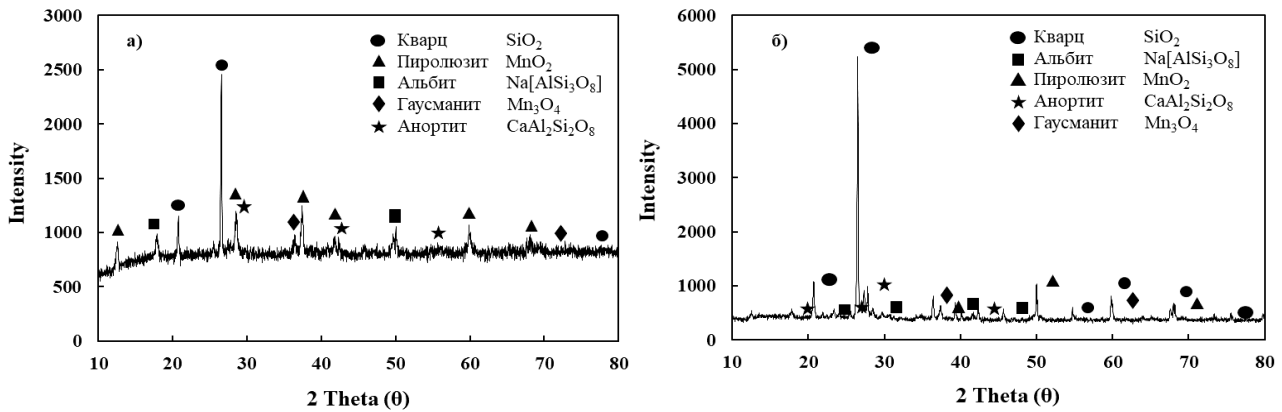 а)
Кварц SiO₂
Пиролюзит MnO₂
Альбит Na[AlSi₃O₈]
Гаусманит Mn₃O₄
Анортит CaAl₂Si₂O₈
3000
2500
2000
1500
1000
500
0
Intensity
10 20 30 40 50 60 70 80
2 Theta (θ)
б)
Кварц SiO₂
Альбит Na[AlSi₃O₈]
Пиролюзит MnO₂
Анортит CaAl₂Si₂O₈
Гаусманит Mn₃O₄
6000
5000
4000
3000
2000
1000
0
Intensity
10 20 30 40 50 60 70 80
2 Theta (θ)